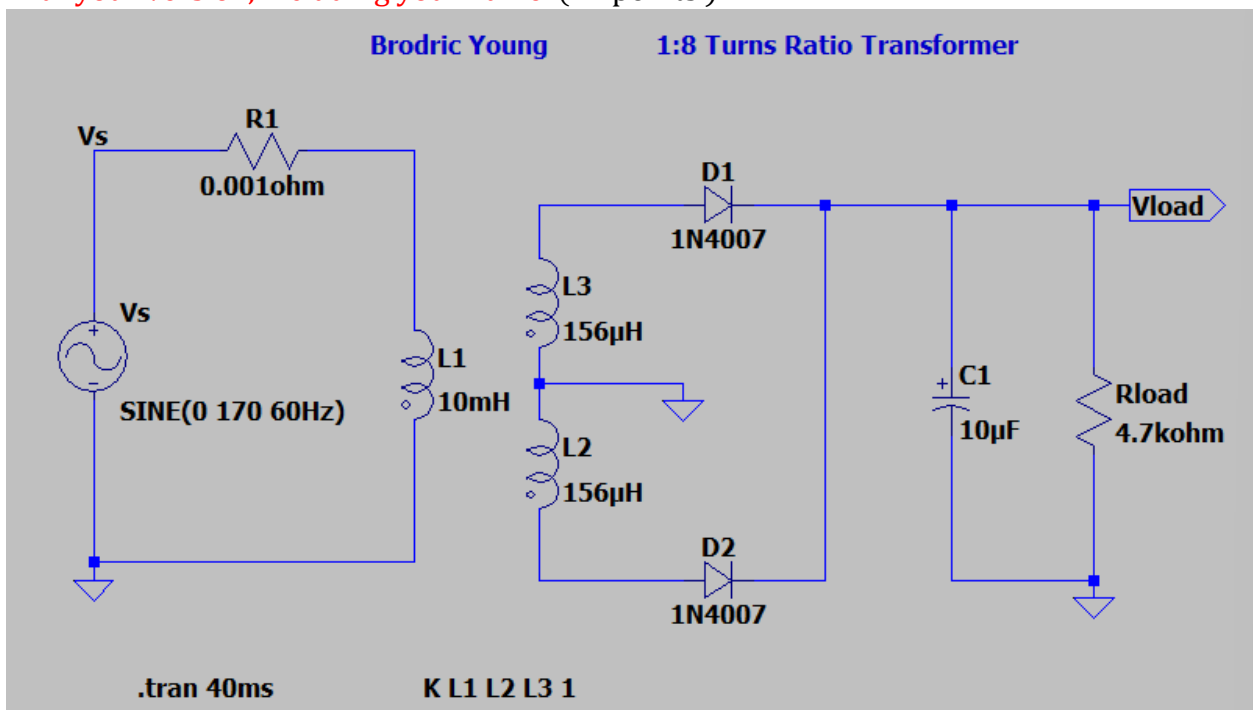 Brodric Young 1:8 Turns Ratio Transformer
Vs
R1
0.001ohm
Vs
SINE(0 170 60Hz)
L1
10mH
L3
156µH
L2
156µH
D1
1N4007
D2
1N4007
C1
10µF
Vload
Rload
4.7kohm
.tran 40ms
K L1 L2 L3 1